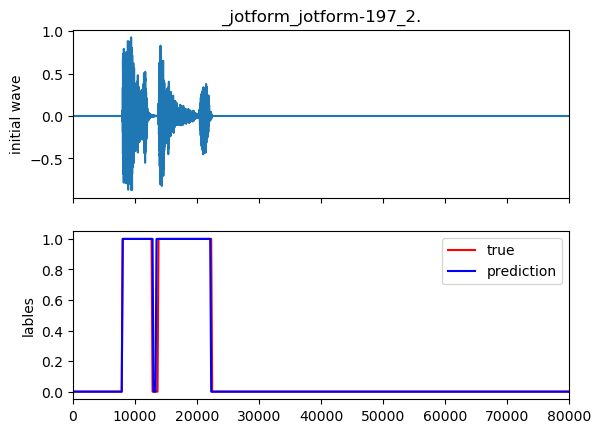 _jotform_jotform-197_2.
1.0
0.5
0.0
−0.5
initial wave
1.0
0.8
0.6
0.4
0.2
0.0
lables
true
prediction
0 10000 20000 30000 40000 50000 60000 70000 80000